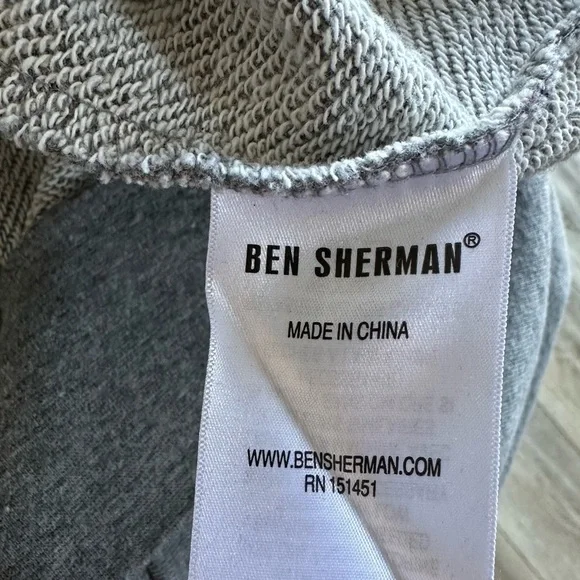 BEN SHERMAN®
MADE IN CHINA
WWW.BENSHERMAN.COM
RN 151451